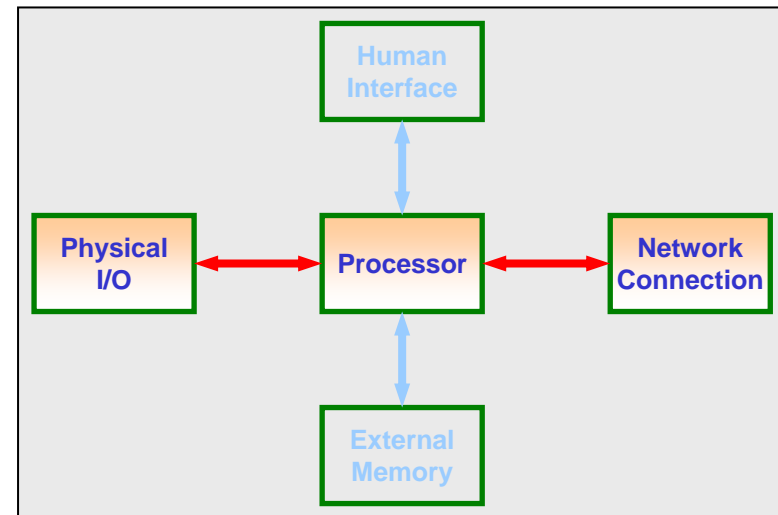 Human
Interface
Physical
I/O
Processor
Network
Connection
External
Memory